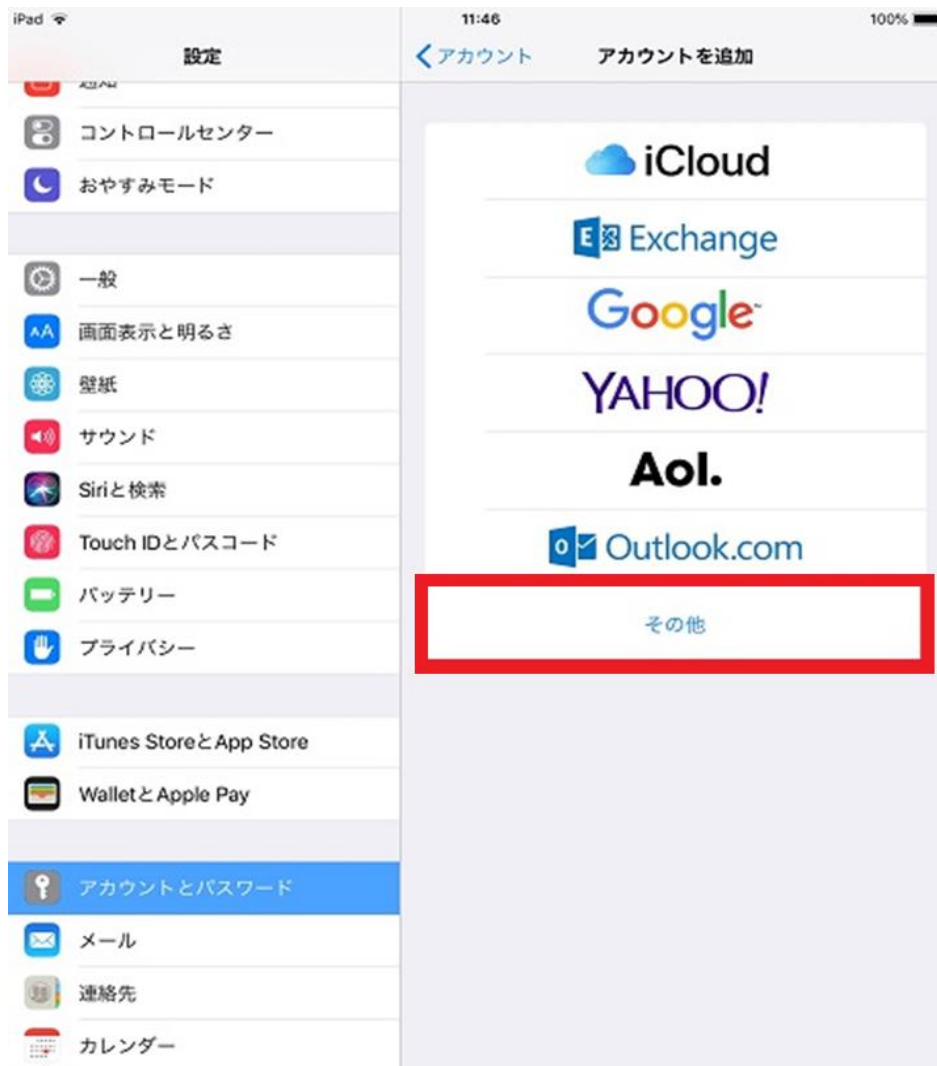 iPad
11:46
100%
設定
通知
コントロールセンター
おやすみモード
一般
AA
画面表示と明るさ
壁紙
サウンド
Siriと検索
Touch IDとパスコード
バッテリー
プライバシー
iTunes StoreとApp Store
WalletとApple Pay
アカウントとパスワード
メール
連絡先
カレンダー
アカウント
アカウントを追加
iCloud
E Exchange
Google
YAHOO!
Aol.
o Outlook.com
その他